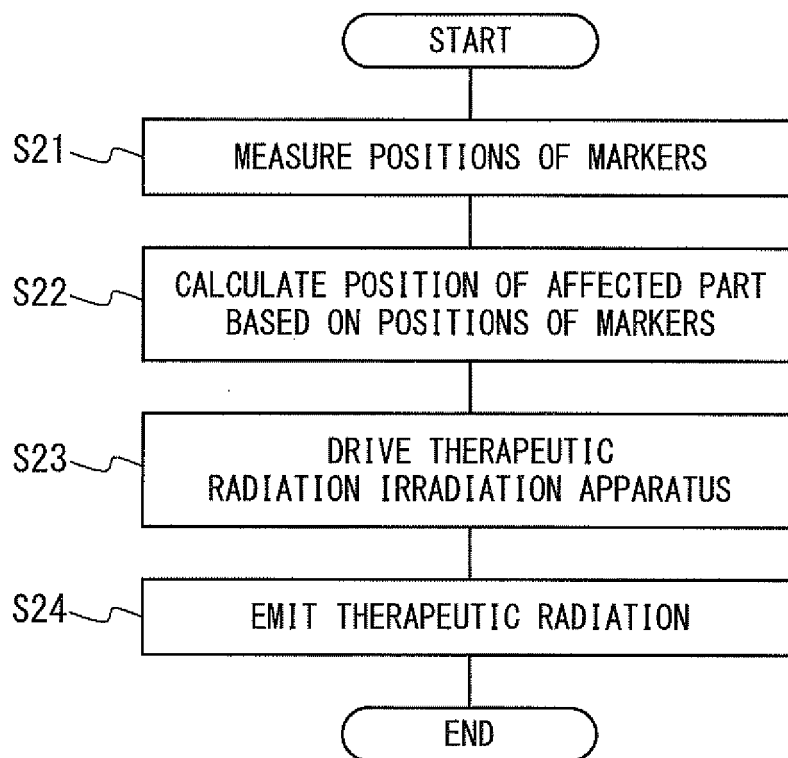 START
S21
MEASURE POSITIONS OF MARKERS
S22
CALCULATE POSITION OF AFFECTED PART
BASED ON POSITIONS OF MARKERS
S23
DRIVE THERAPEUTIC
RADIATION IRRADIATION APPARATUS
S24
EMIT THERAPEUTIC RADIATION
END